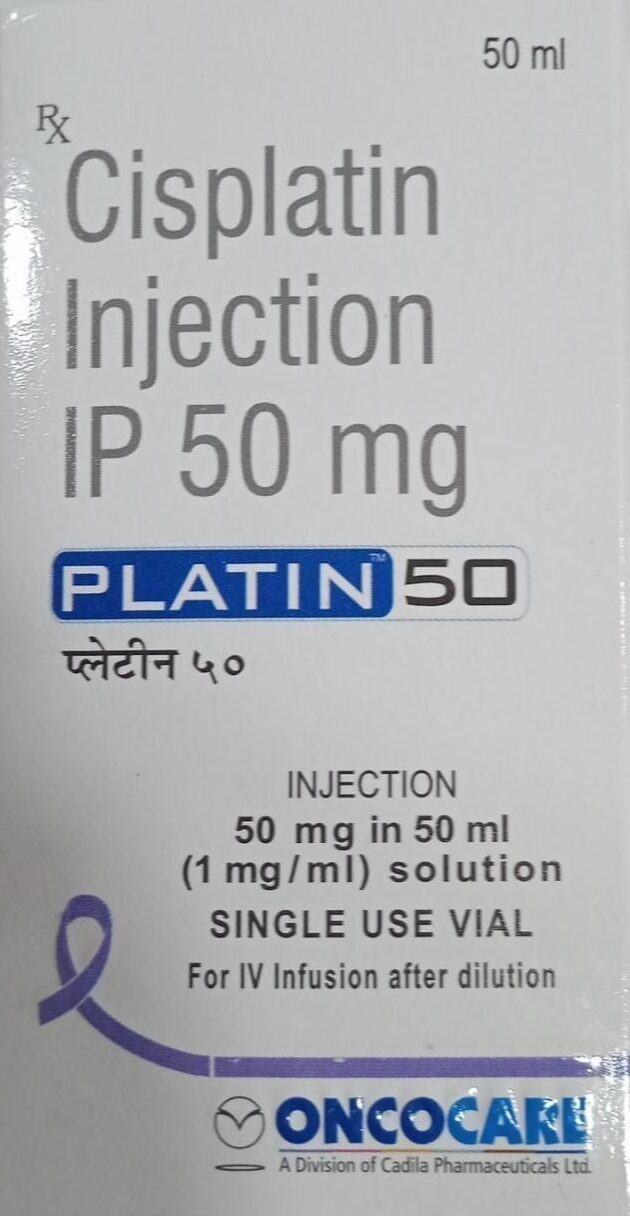 50 ml
Rx
Cisplatin
Injection
IP 50 mg
PLATIN™ 50
प्लेटीन ५०
INJECTION
50 mg in 50 ml
(1 mg/ml) solution
SINGLE USE VIAL
For IV Infusion after dilution
ONCOCARE
A Division of Cadila Pharmaceuticals Ltd.